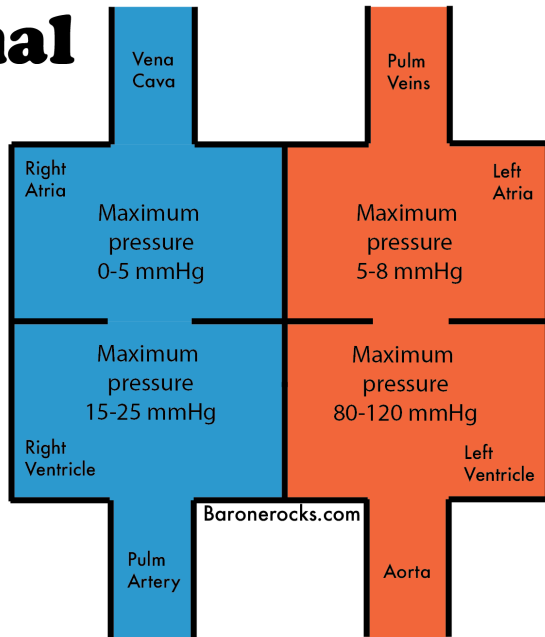 Vena
Cava
Pulm
Veins
Right
Atria
Left
Atria
Maximum
pressure
0-5 mmHg
Maximum
pressure
5-8 mmHg
Maximum
pressure
15-25 mmHg
Maximum
pressure
80-120 mmHg
Right
Ventricle
Left
Ventricle
Baronerocks.com
Pulm
Artery
Aorta